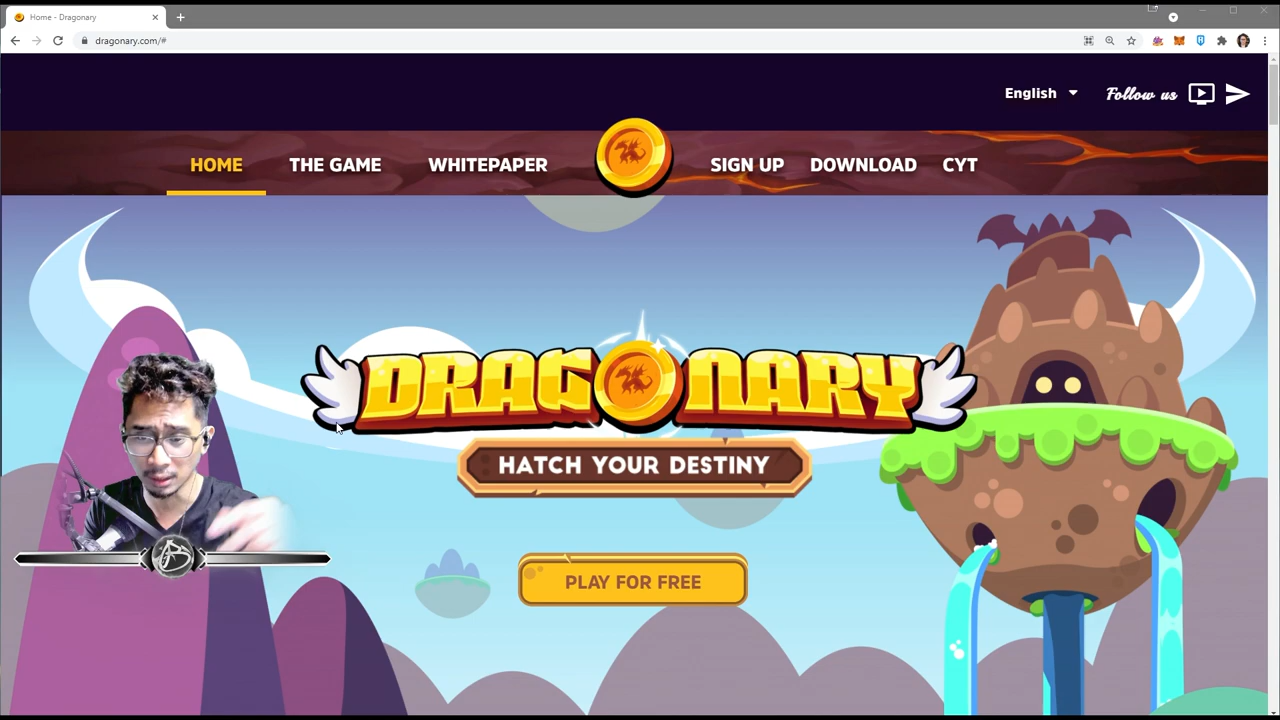 Home - Dragonary
dragonary.com/#
English
Follow us
HOME
THE GAME
WHITEPAPER
SIGN UP
DOWNLOAD
CYT
DRAGONARY
HATCH YOUR DESTINY
PLAY FOR FREE